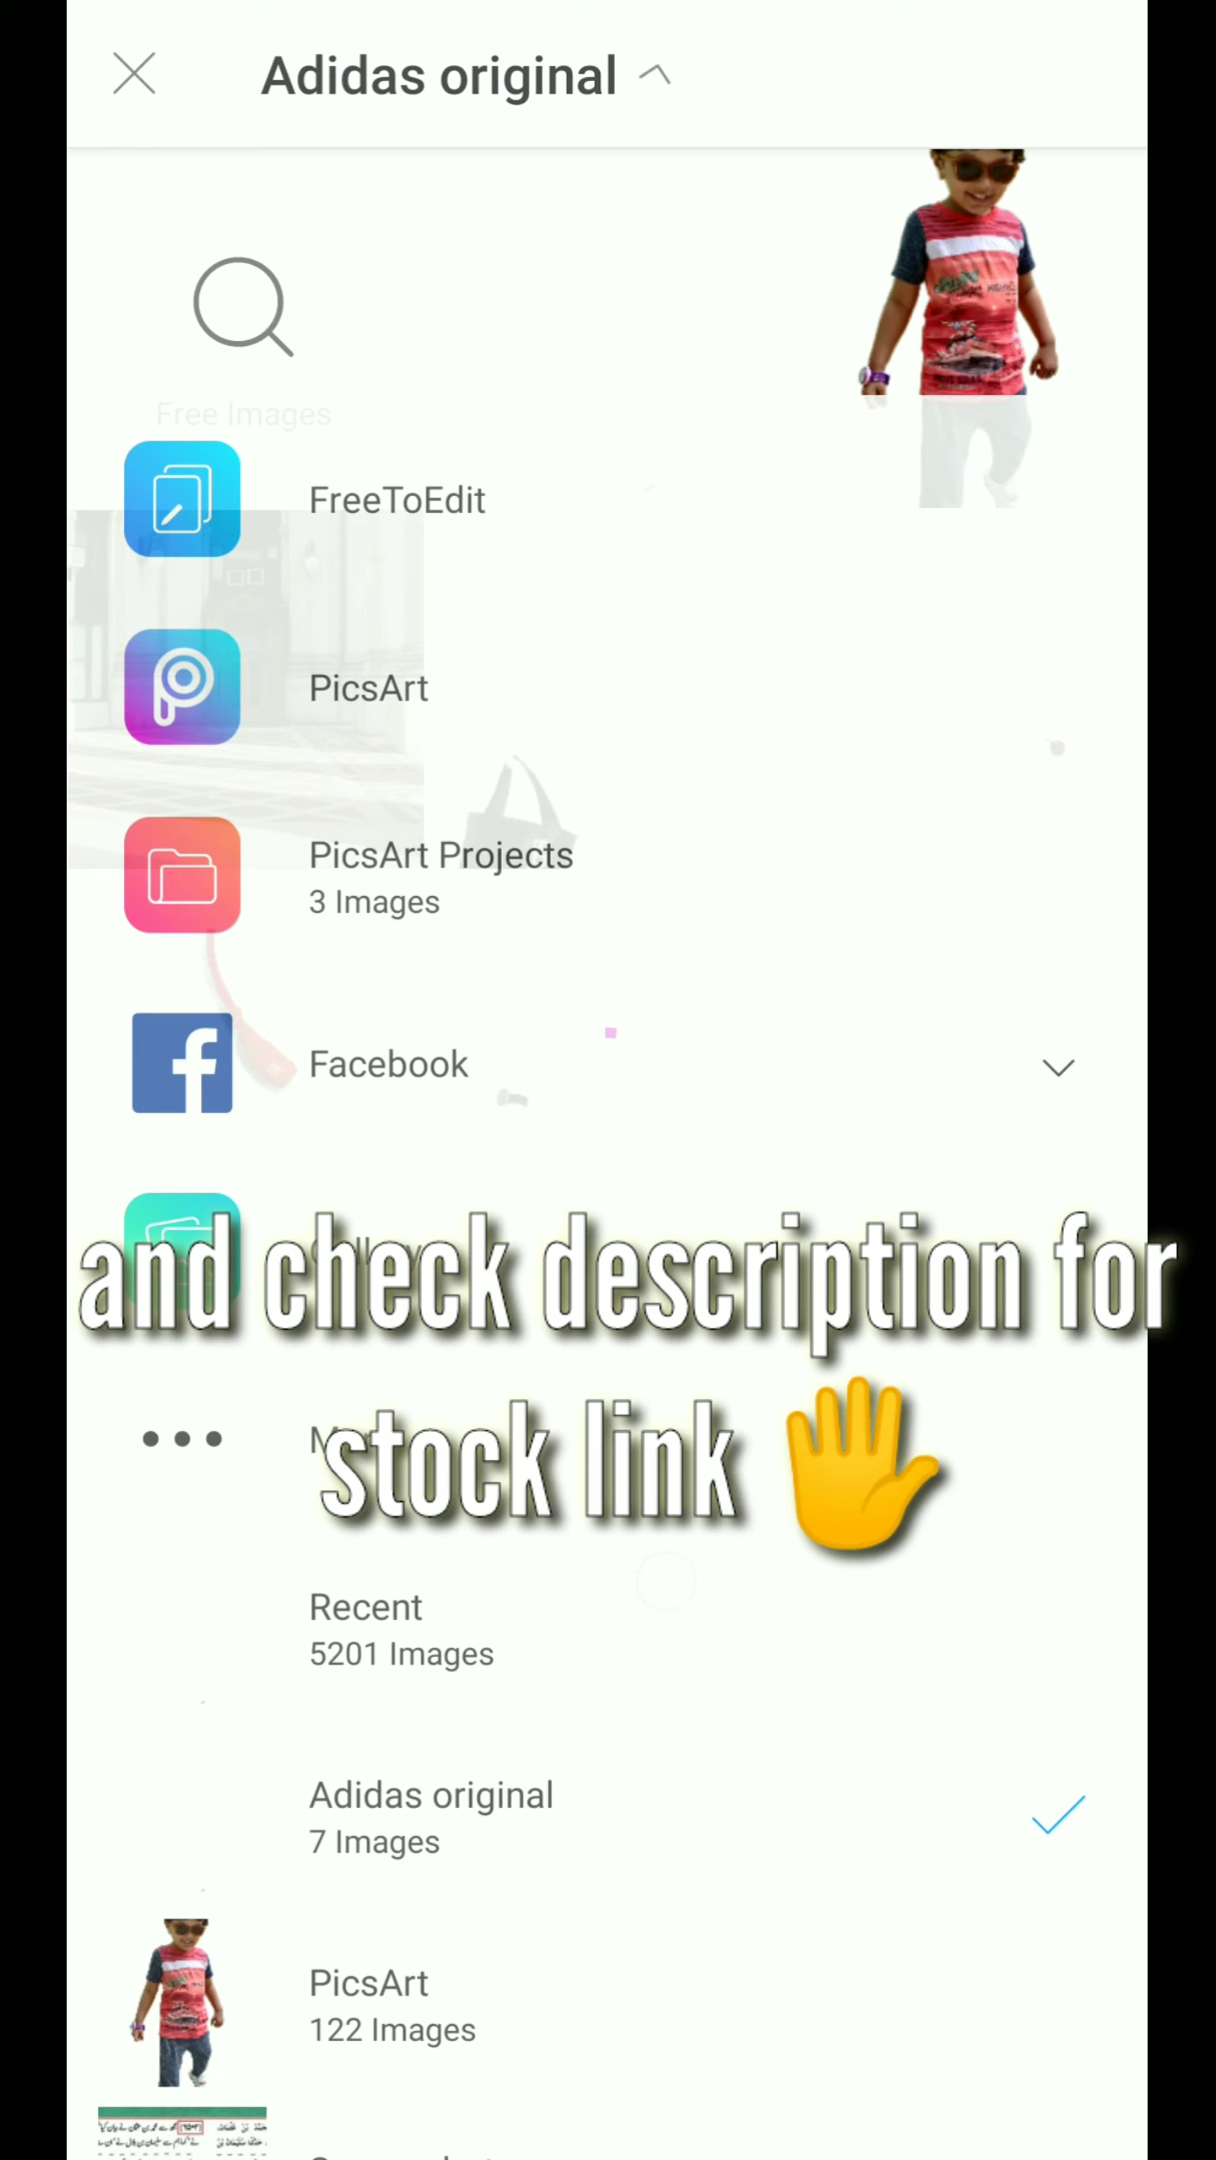 Adidas original
Free Images
FreeToEdit
PicsArt
PicsArt Projects
3 Images
Facebook
and check description for
stock link 🖐
Recent
5201 Images
Adidas original
7 Images
PicsArt
122 Images